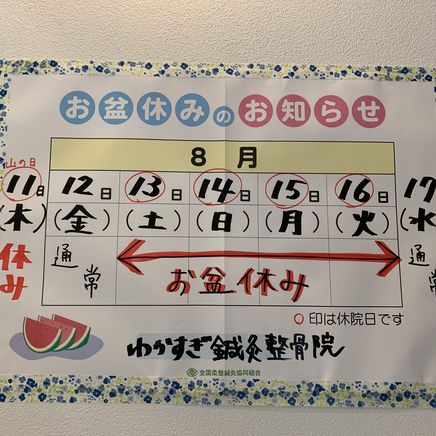 お盆休みのお知らせ
8 月
山の日
11日 12日 13日 14日 15日 16日 17
(木) (金) (土) (日) (月) (火) (水
休み 通常 お盆休み 通常
○印は休院日です
わかすぎ鍼灸整骨院
全国柔整鍼灸協同組合